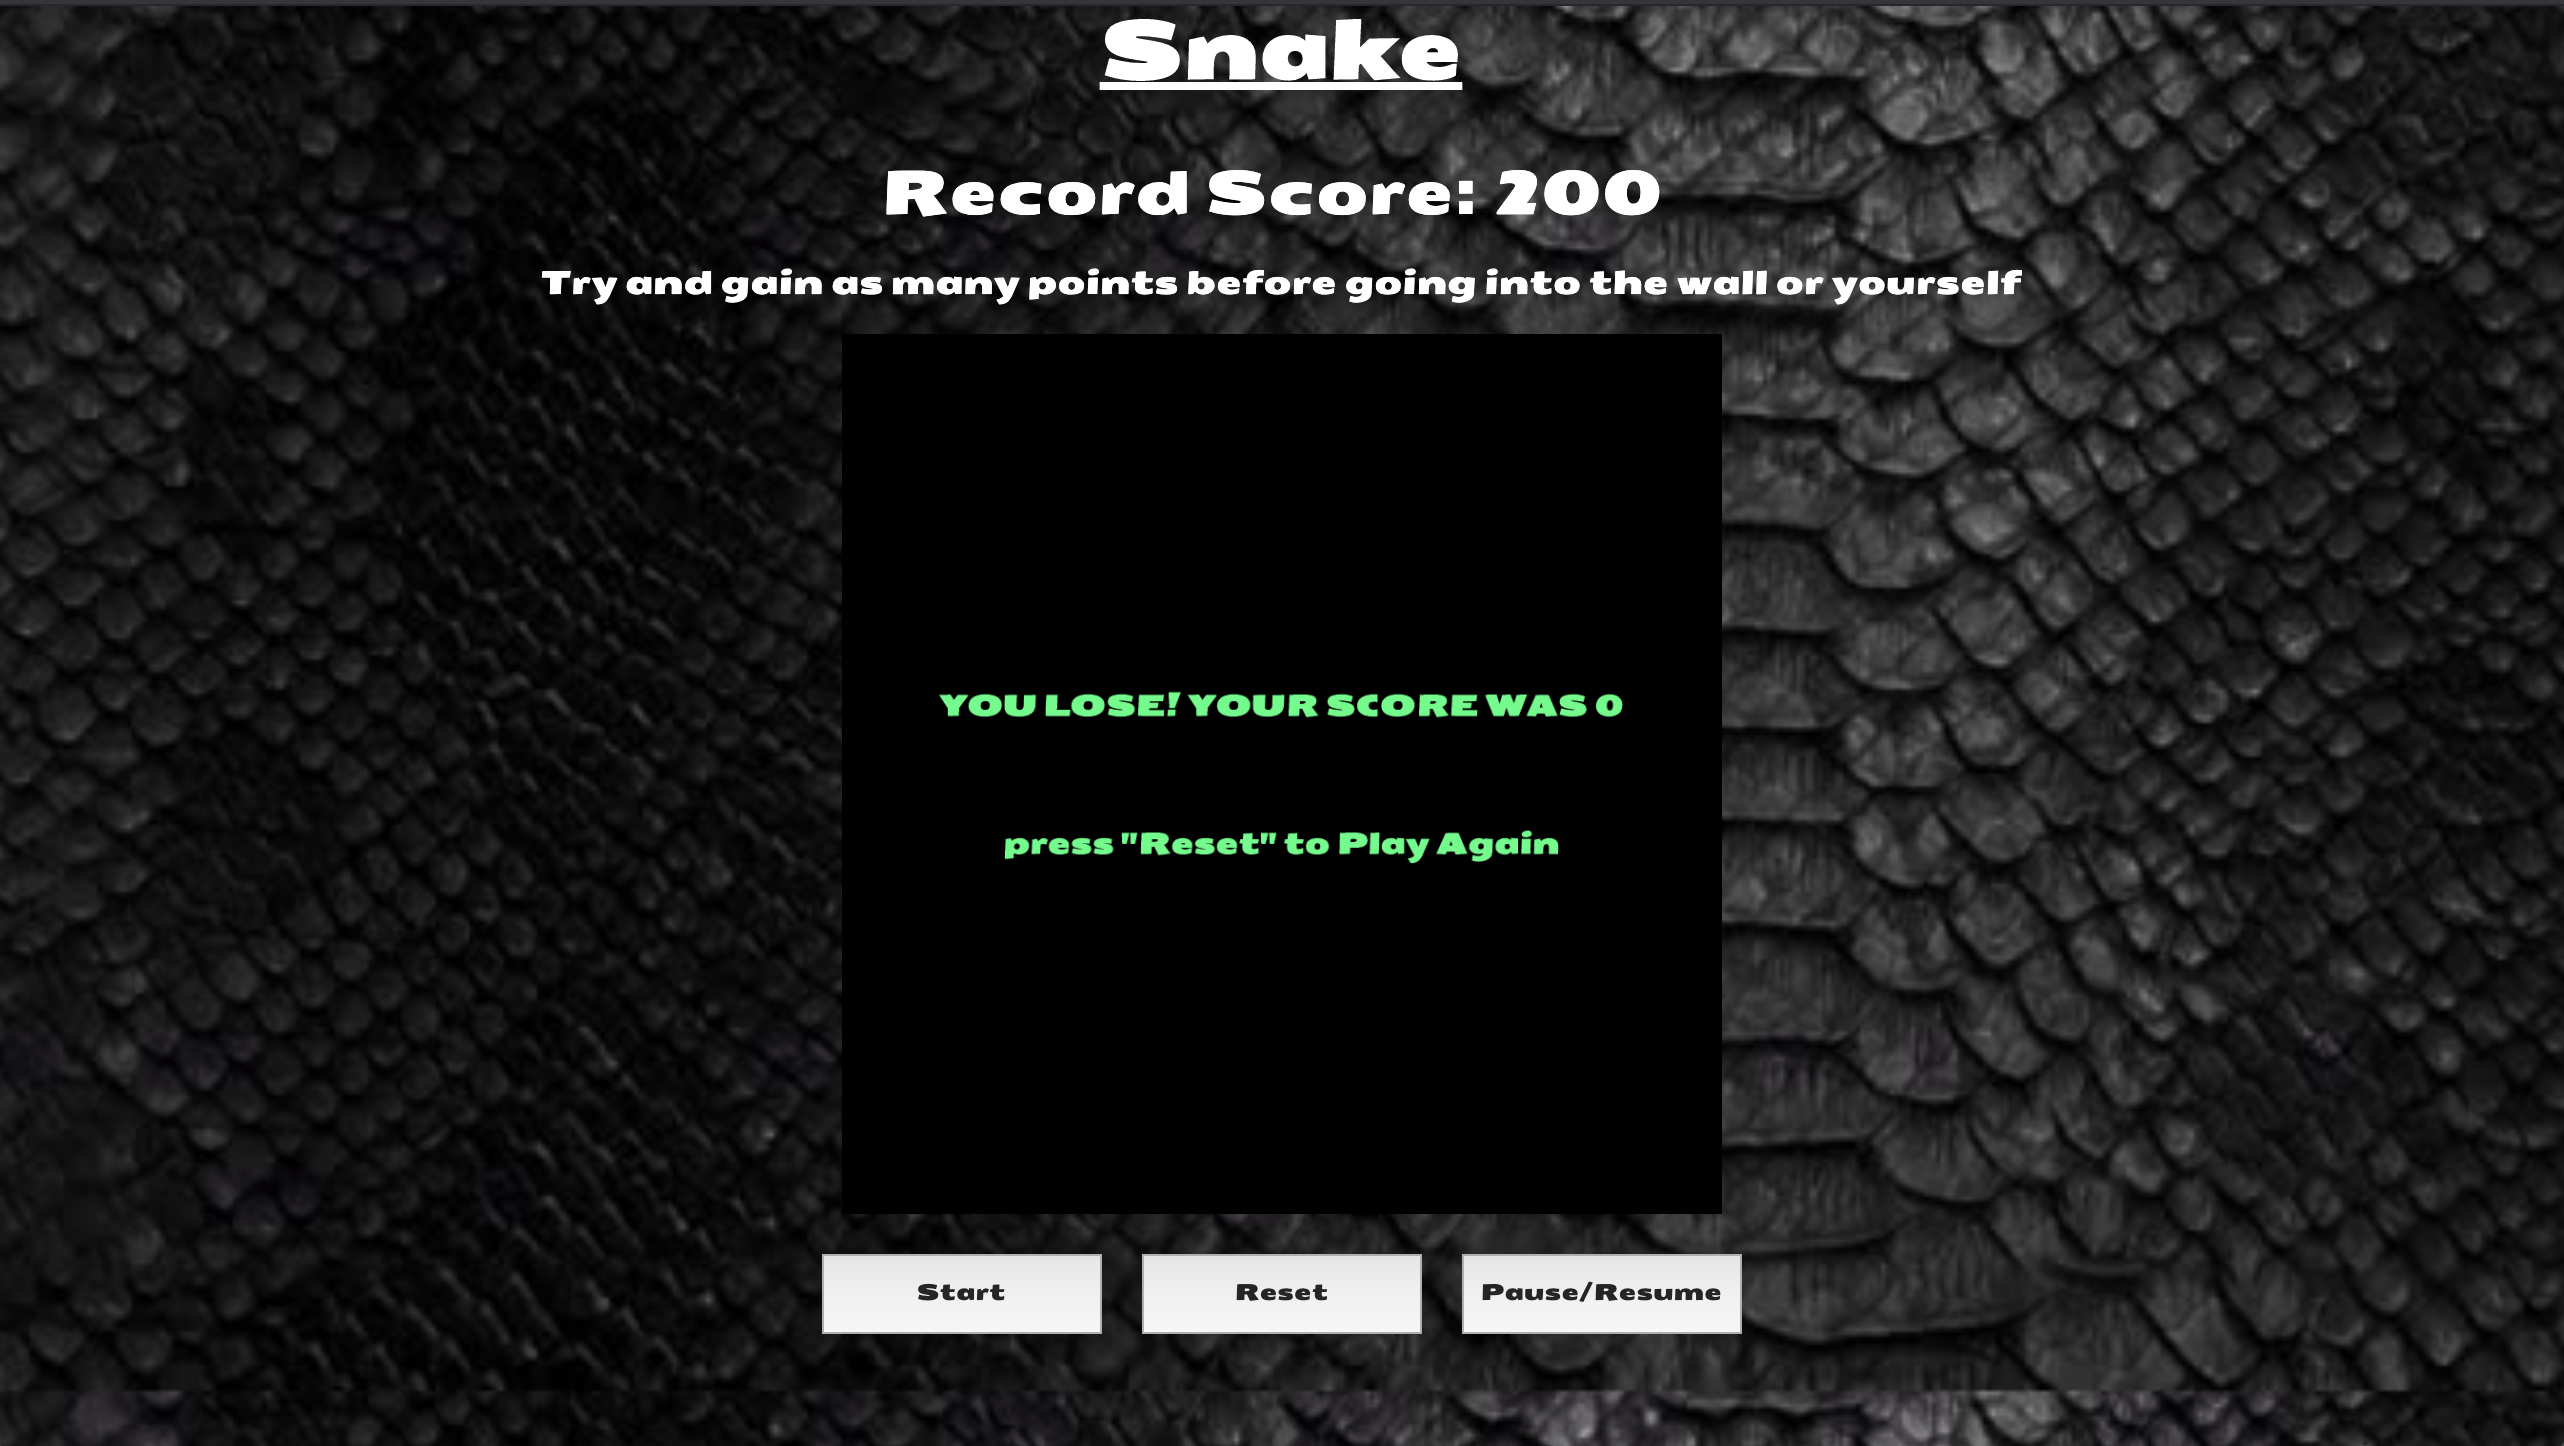 Snake
Record Score: 200
Try and gain as many points before going into the wall or yourself
YOU LOSE! YOUR SCORE WAS 0
press "Reset" to Play Again
Start
Reset
Pause/Resume